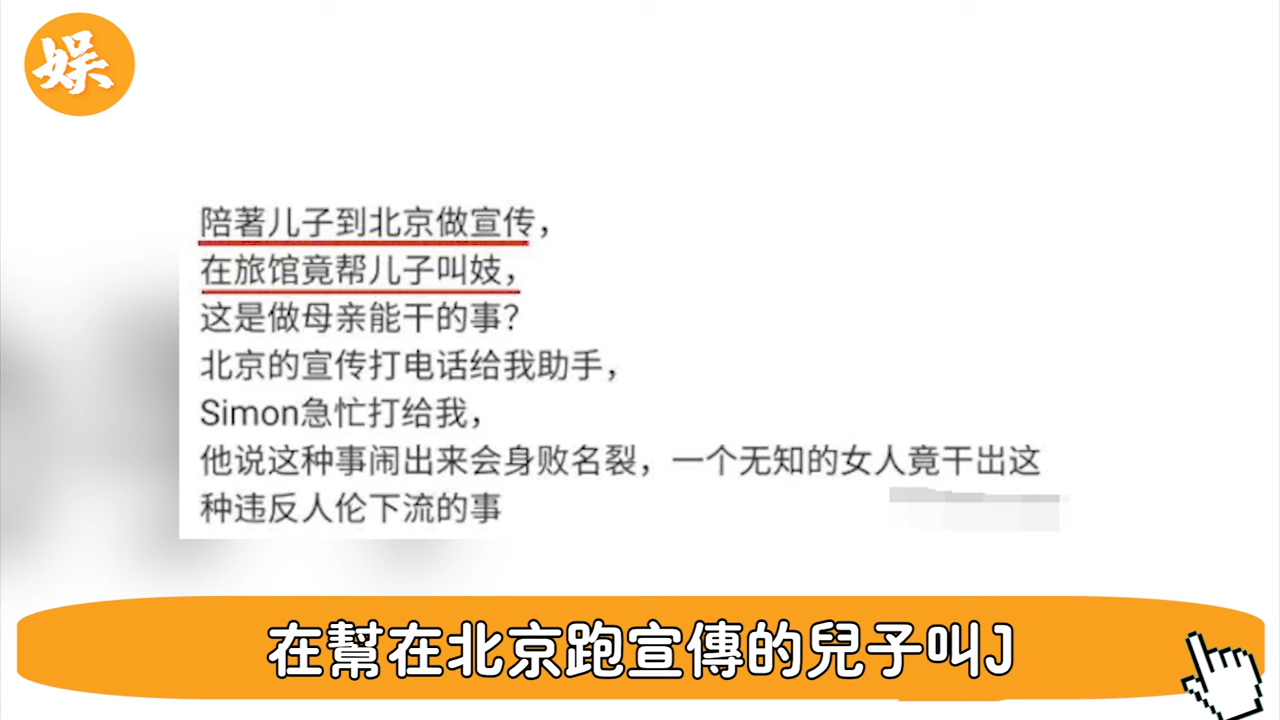 娱
陪著儿子到北京做宣传，
在旅馆竟帮儿子叫妓，
这是做母亲能干的事？
北京的宣传打电话给我助手，
Simon急忙打给我，
他说这种事闹出来会身败名裂，一个无知的女人竟干出这
种违反人伦下流的事
在幫在北京跑宣傳的兒子叫J